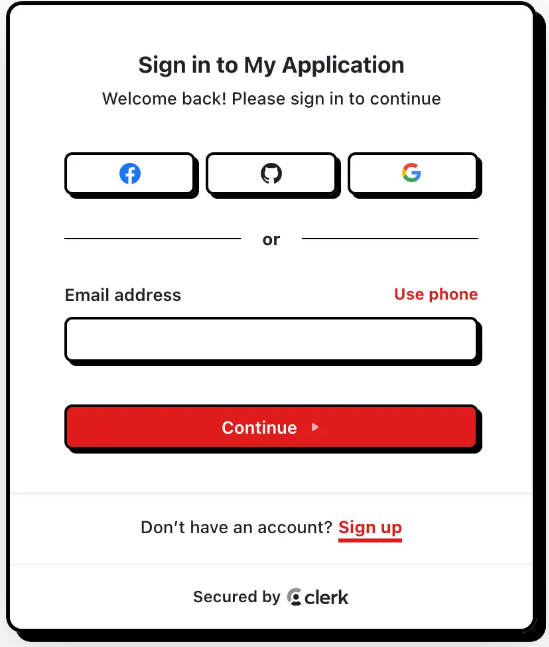 Sign in to My Application
Welcome back! Please sign in to continue
or
Email address Use phone
Continue
Don’t have an account? Sign up
Secured by clerk